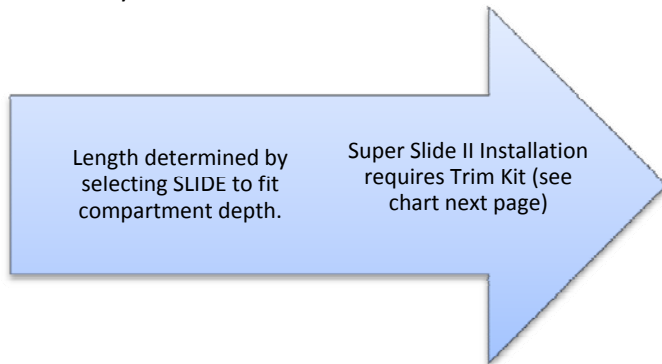 Length determined by
selecting SLIDE to fit
compartment depth.
Super Slide II Installation
requires Trim Kit (see
chart next page)